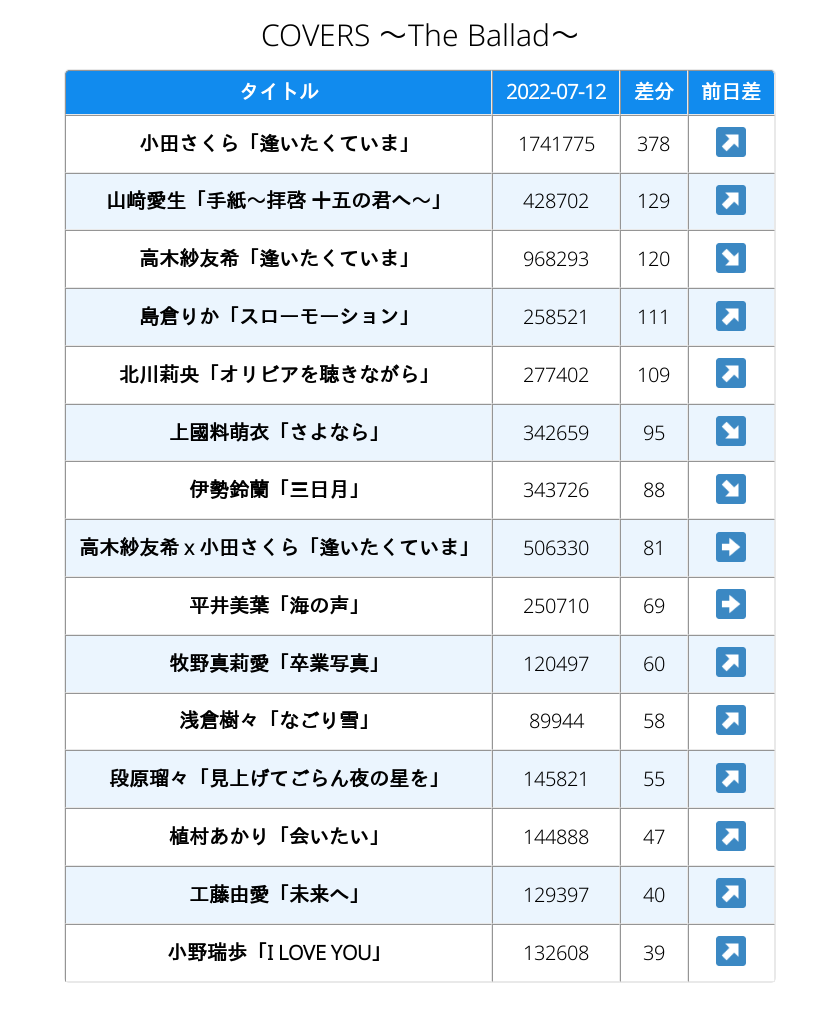 COVERS ～The Ballad～
タイトル 2022-07-12 差分 前日差
小田さくら「逢いたくていま」 1741775 378
山﨑愛生「手紙～拝啓 十五の君へ～」 428702 129
高木紗友希「逢いたくていま」 968293 120
島倉りか「スローモーション」 258521 111
北川莉央「オリビアを聴きながら」 277402 109
上國料萌衣「さよなら」 342659 95
伊勢鈴蘭「三日月」 343726 88
高木紗友希 x 小田さくら「逢いたくていま」 506330 81
平井美葉「海の声」 250710 69
牧野真莉愛「卒業写真」 120497 60
浅倉樹々「なごり雪」 89944 58
段原瑠々「見上げてごらん夜の星を」 145821 55
植村あかり「会いたい」 144888 47
工藤由愛「未来へ」 129397 40
小野瑞歩「I LOVE YOU」 132608 39